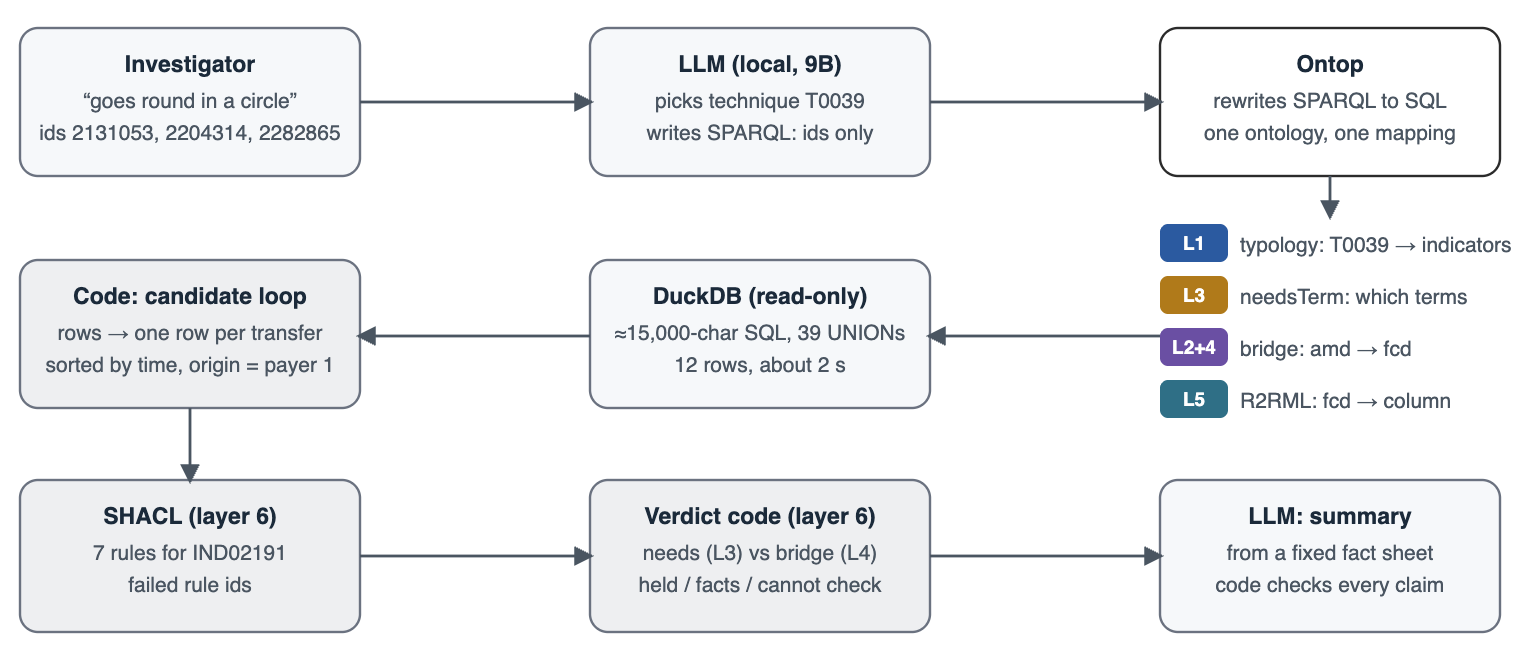 Investigator
“goes round in a circle”
ids 2131053, 2204314, 2282865
LLM (local, 9B)
picks technique T0039
writes SPARQL: ids only
Ontop
rewrites SPARQL to SQL
one ontology, one mapping
L1 typology: T0039 → indicators
L3 needsTerm: which terms
L2+4 bridge: amd → fcd
L5 R2RML: fcd → column
DuckDB (read-only)
≈15,000-char SQL, 39 UNIONs
12 rows, about 2 s
Code: candidate loop
rows → one row per transfer
sorted by time, origin = payer 1
SHACL (layer 6)
7 rules for IND02191
failed rule ids
Verdict code (layer 6)
needs (L3) vs bridge (L4)
held / facts / cannot check
LLM: summary
from a fixed fact sheet
code checks every claim